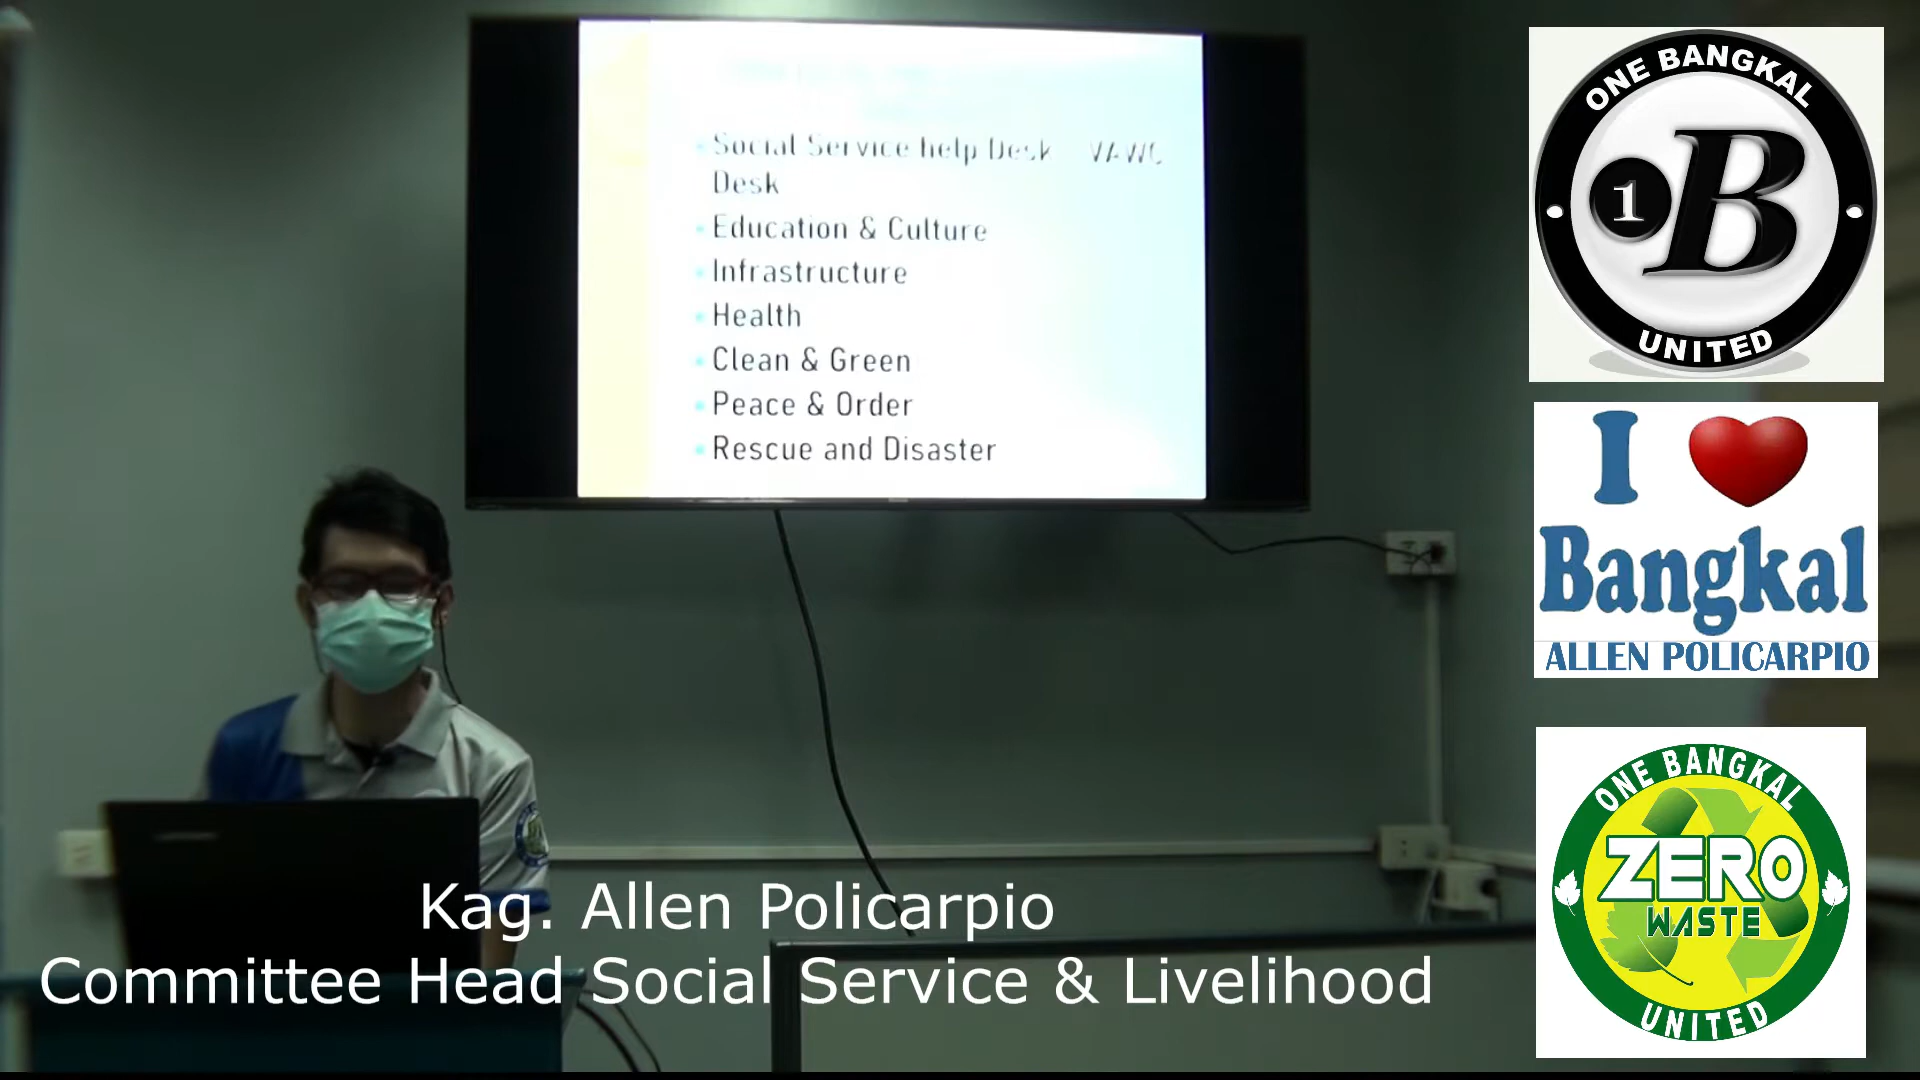 Social Service help Desk VAWC
Desk
Education & Culture
Infrastructure
Health
Clean & Green
Peace & Order
Rescue and Disaster
ONE BANGKAL
1B
UNITED
I
Bangkal
ALLEN POLICARPIO
ONE BANGKAL
ZERO
WASTE
UNITED
Kag. Allen Policarpio
Committee Head Social Service & Livelihood